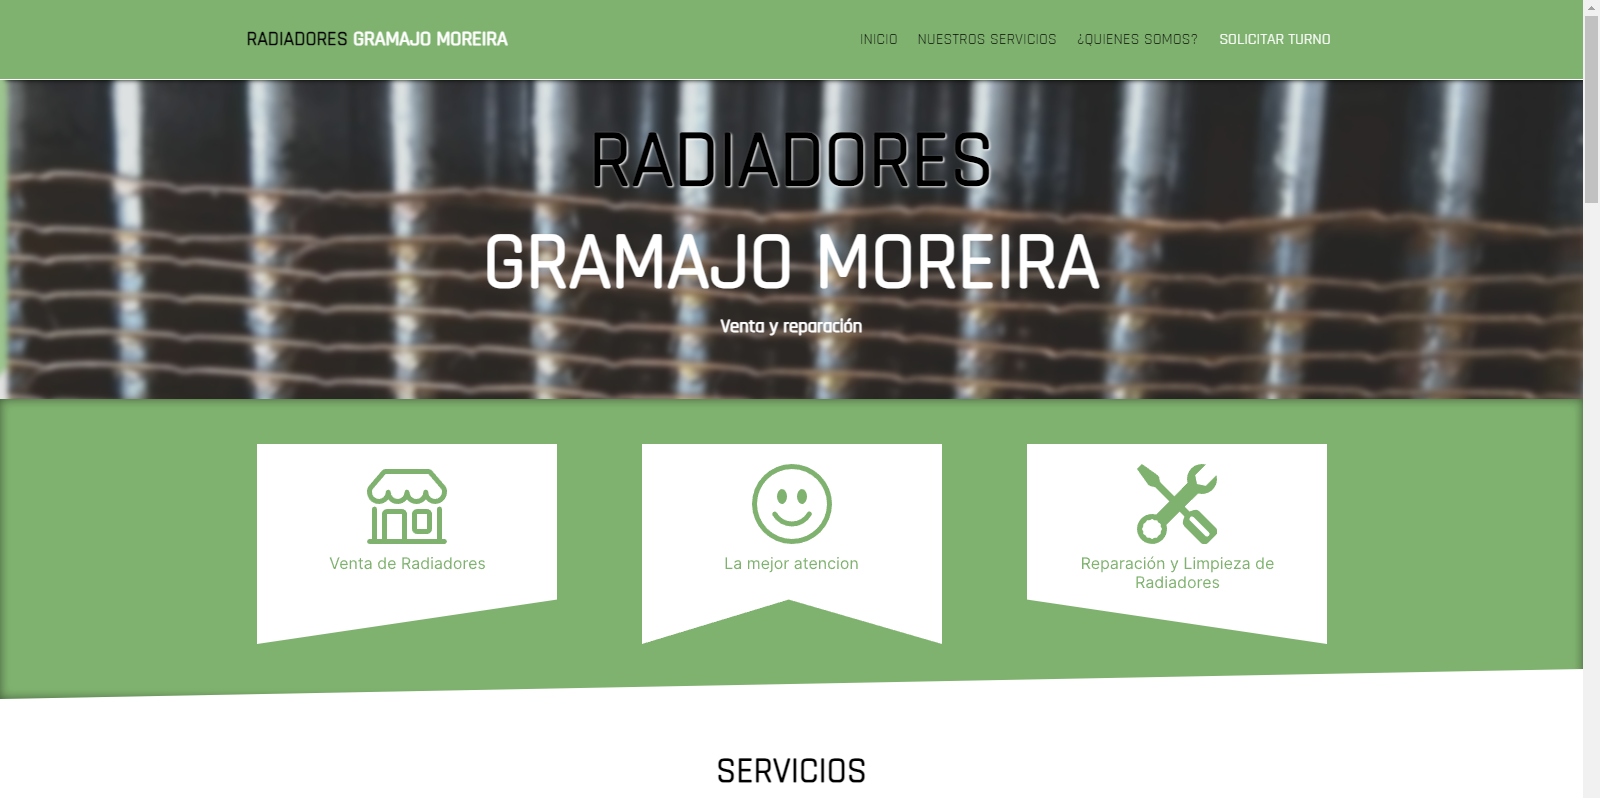 RADIADORES GRAMAJO MOREIRA
INICIO NUESTROS SERVICIOS ¿QUIENES SOMOS? SOLICITAR TURNO
RADIADORES
GRAMAJO MOREIRA
Venta y reparación
Venta de Radiadores
La mejor atencion
Reparación y Limpieza de
Radiadores
SERVICIOS